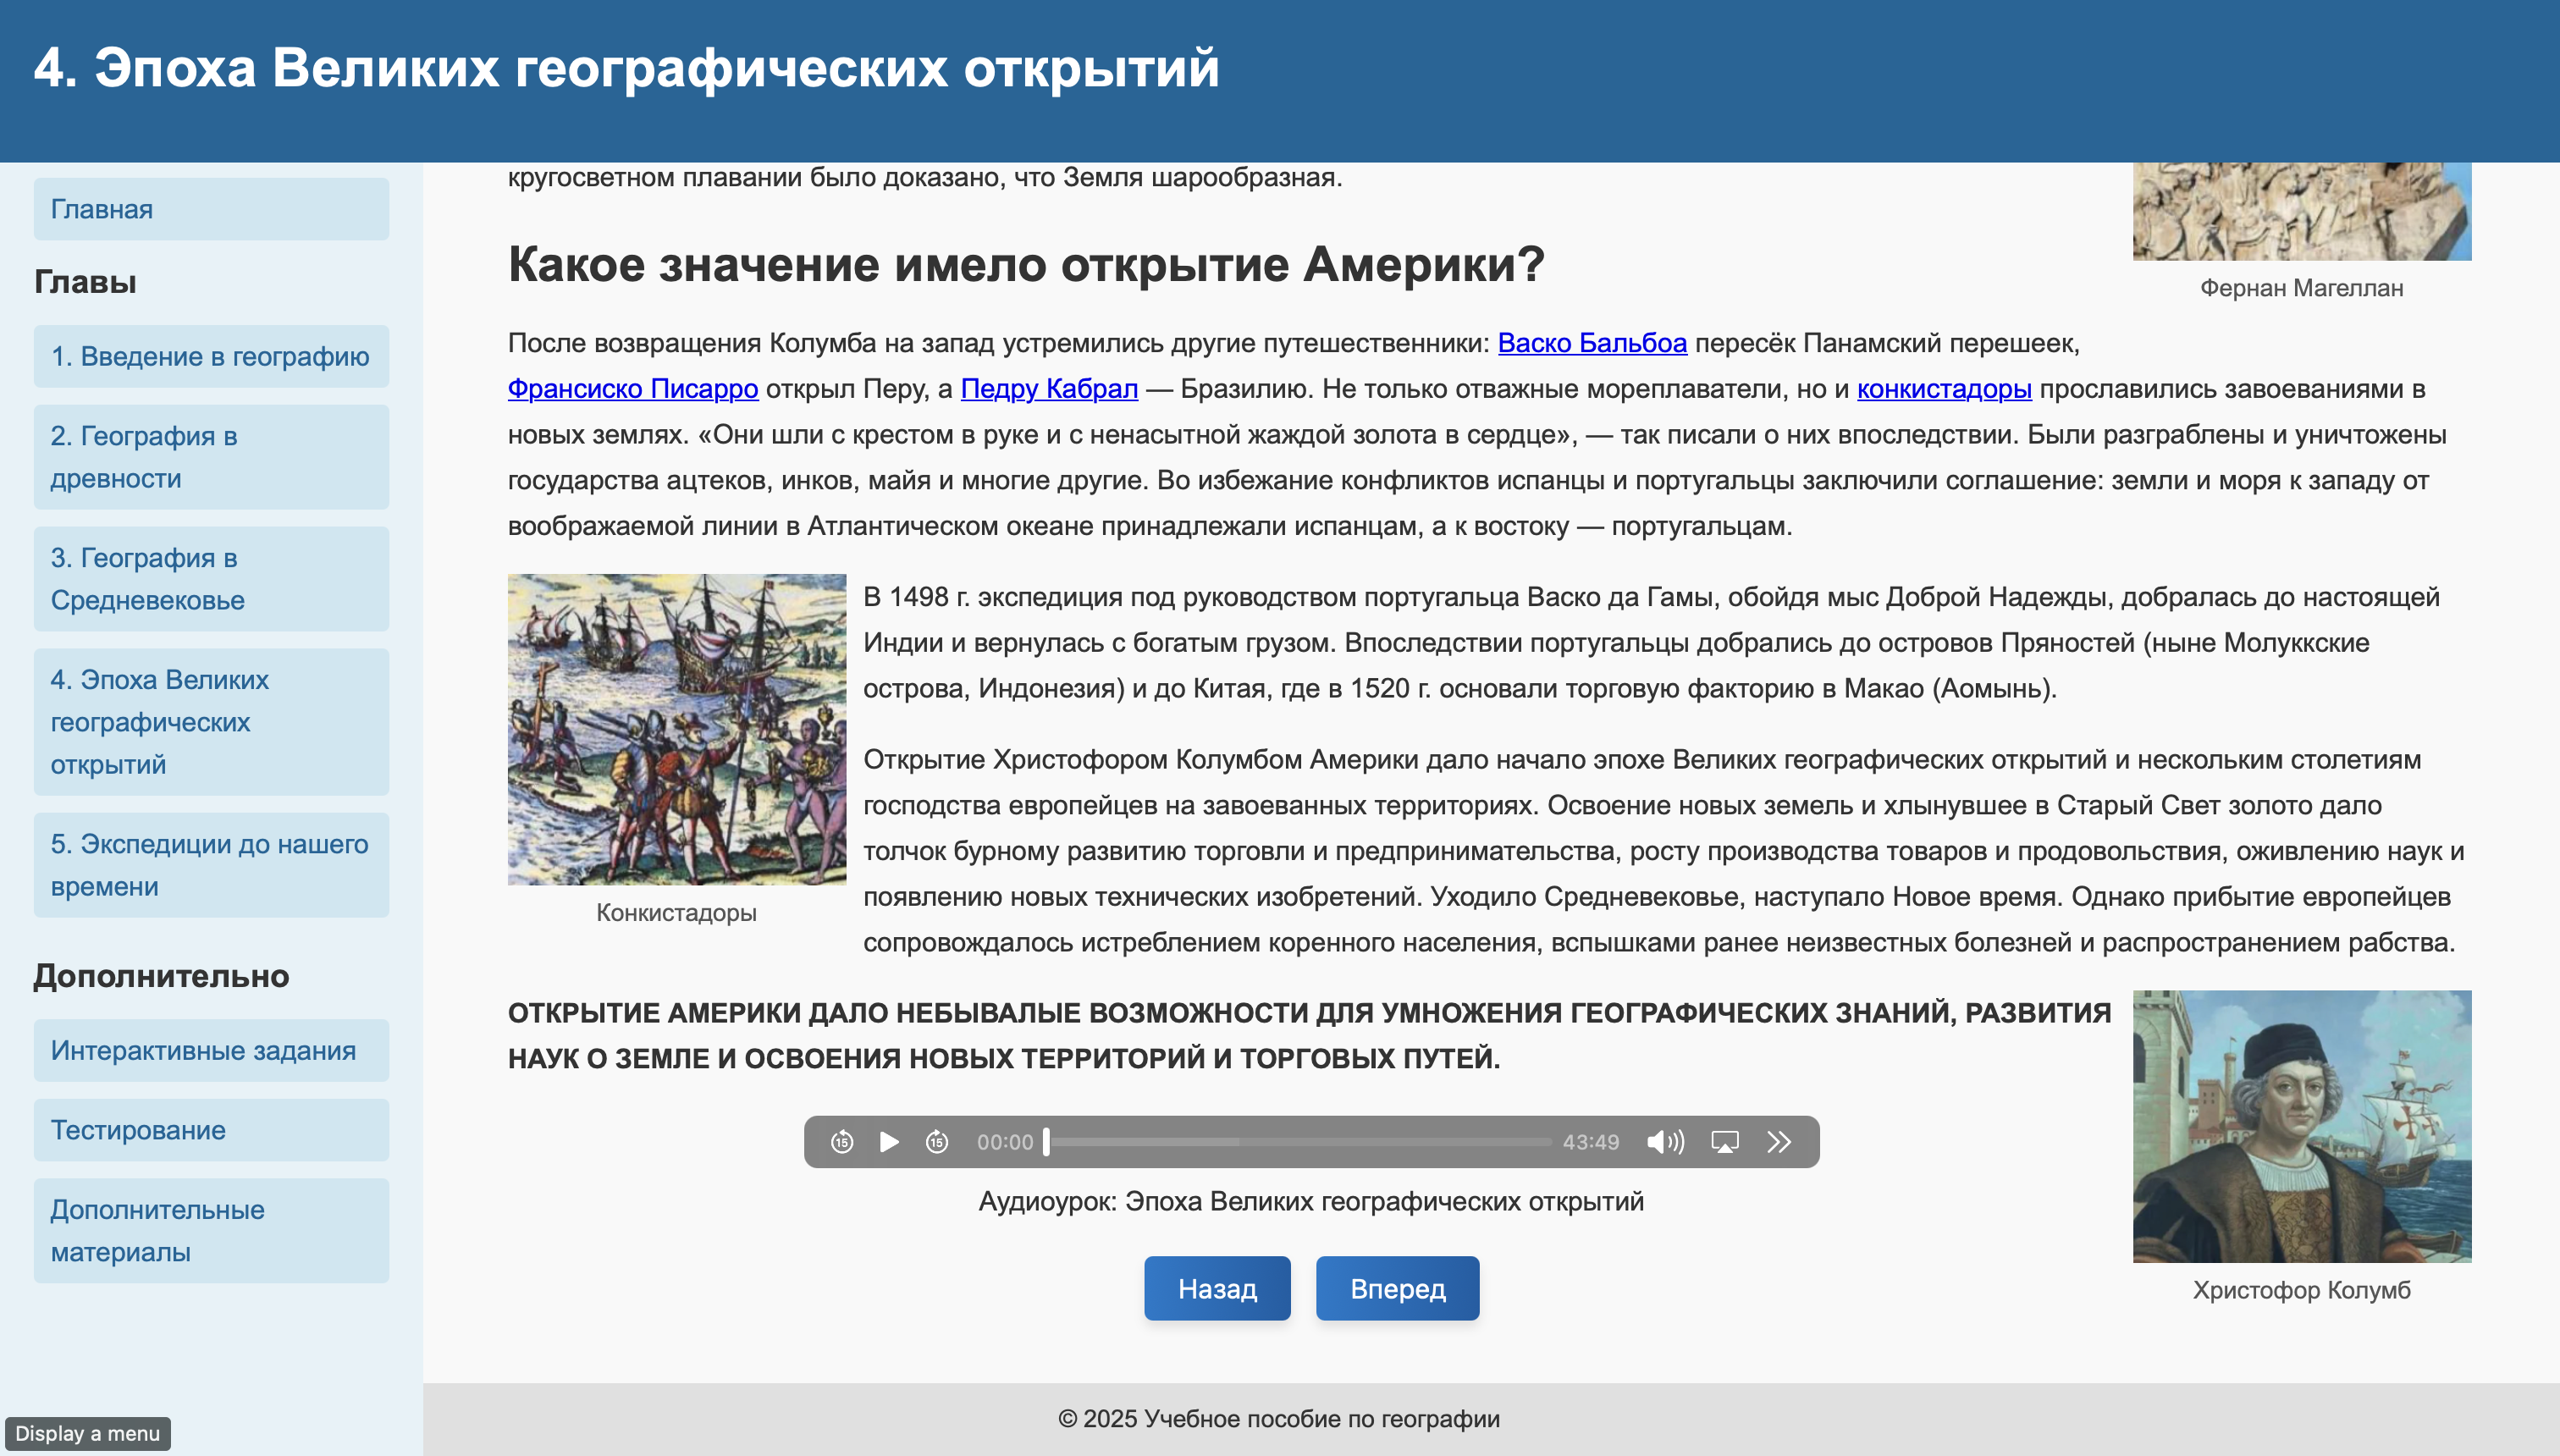 4. Эпоха Великих географических открытий
Главная
Главы
1. Введение в географию
2. География в
древности
3. География в
Средневековье
4. Эпоха Великих
географических
открытий
5. Экспедиции до нашего
времени
Дополнительно
Интерактивные задания
Тестирование
Дополнительные
материалы
Display a menu
кругосветном плавании было доказано, что Земля шарообразная.
Фернан Магеллан
Какое значение имело открытие Америки?
После возвращения Колумба на запад устремились другие путешественники: Васко Бальбоа пересёк Панамский перешеек,
Франсиско Писарро открыл Перу, а Педру Кабрал — Бразилию. Не только отважные мореплаватели, но и конкистадоры прославились завоеваниями в
новых землях. «Они шли с крестом в руке и с ненасытной жаждой золота в сердце», — так писали о них впоследствии. Были разграблены и уничтожены
государства ацтеков, инков, майя и многие другие. Во избежание конфликтов испанцы и португальцы заключили соглашение: земли и моря к западу от
воображаемой линии в Атлантическом океане принадлежали испанцам, а к востоку — португальцам.
В 1498 г. экспедиция под руководством португальца Васко да Гамы, обойдя мыс Доброй Надежды, добралась до настоящей
Индии и вернулась с богатым грузом. Впоследствии португальцы добрались до островов Пряностей (ныне Молуккские
острова, Индонезия) и до Китая, где в 1520 г. основали торговую факторию в Макао (Аомынь).
Открытие Христофором Колумбом Америки дало начало эпохе Великих географических открытий и нескольким столетиям
господства европейцев на завоеванных территориях. Освоение новых земель и хлынувшее в Старый Свет золото дало
толчок бурному развитию торговли и предпринимательства, росту производства товаров и продовольствия, оживлению наук и
появлению новых технических изобретений. Уходило Средневековье, наступало Новое время. Однако прибытие европейцев
сопровождалось истреблением коренного населения, вспышками ранее неизвестных болезней и распространением рабства.
Конкистадоры
ОТКРЫТИЕ АМЕРИКИ ДАЛО НЕБЫВАЛЫЕ ВОЗМОЖНОСТИ ДЛЯ УМНОЖЕНИЯ ГЕОГРАФИЧЕСКИХ ЗНАНИЙ, РАЗВИТИЯ
НАУК О ЗЕМЛЕ И ОСВОЕНИЯ НОВЫХ ТЕРРИТОРИЙ И ТОРГОВЫХ ПУТЕЙ.
15 15 00:00 43:49
Аудиоурок: Эпоха Великих географических открытий
Назад Вперед
Христофор Колумб
© 2025 Учебное пособие по географии